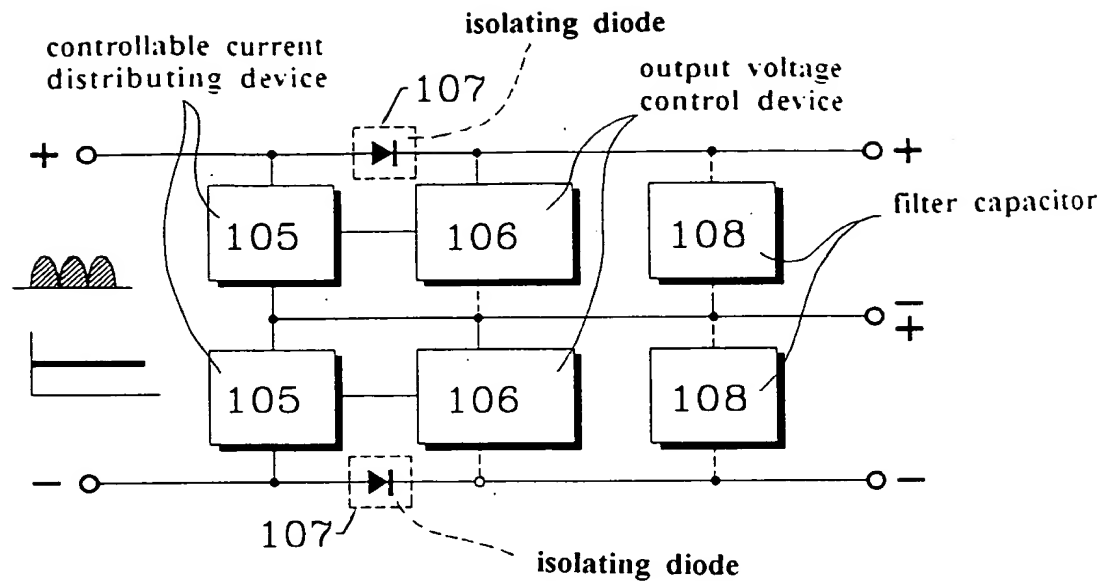 isolating diode
controllable current
distributing device
107
output voltage
control device
+
+
105
106
108
filter capacitor
−
+
105
106
108
−
−
107
isolating diode